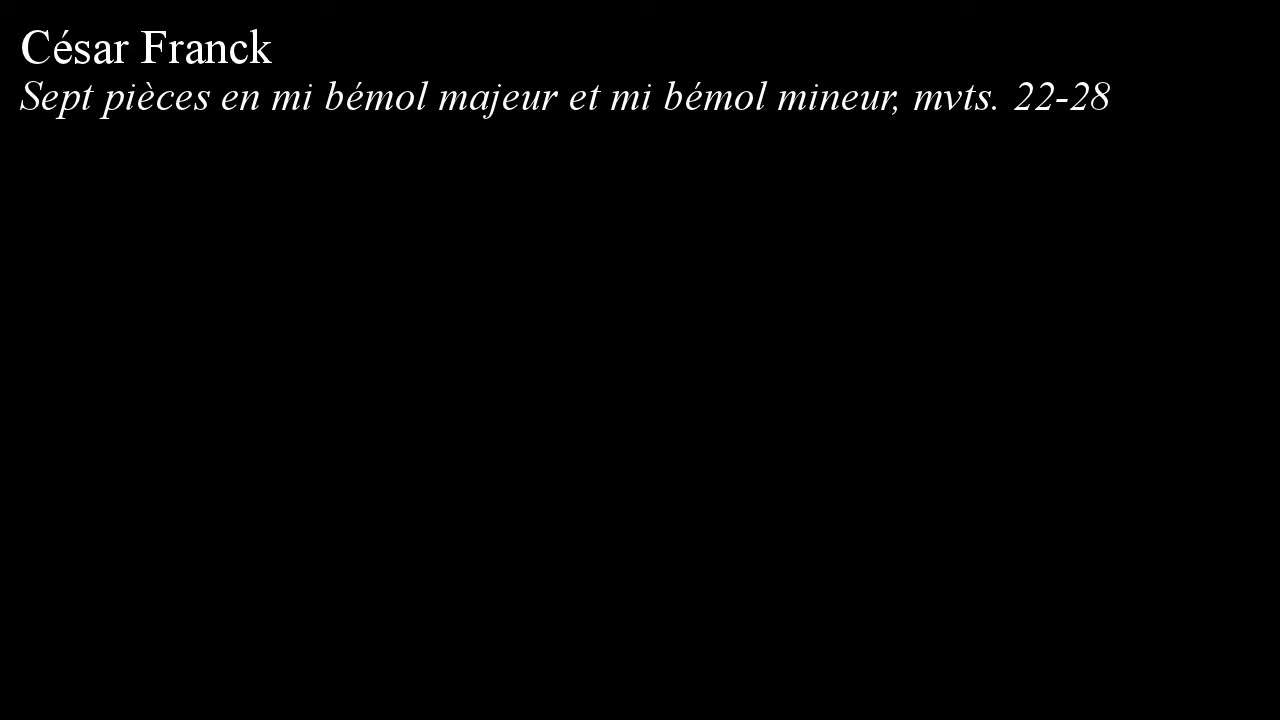 César Franck
Sept pièces en mi bémol majeur et mi bémol mineur, mvts. 22-28